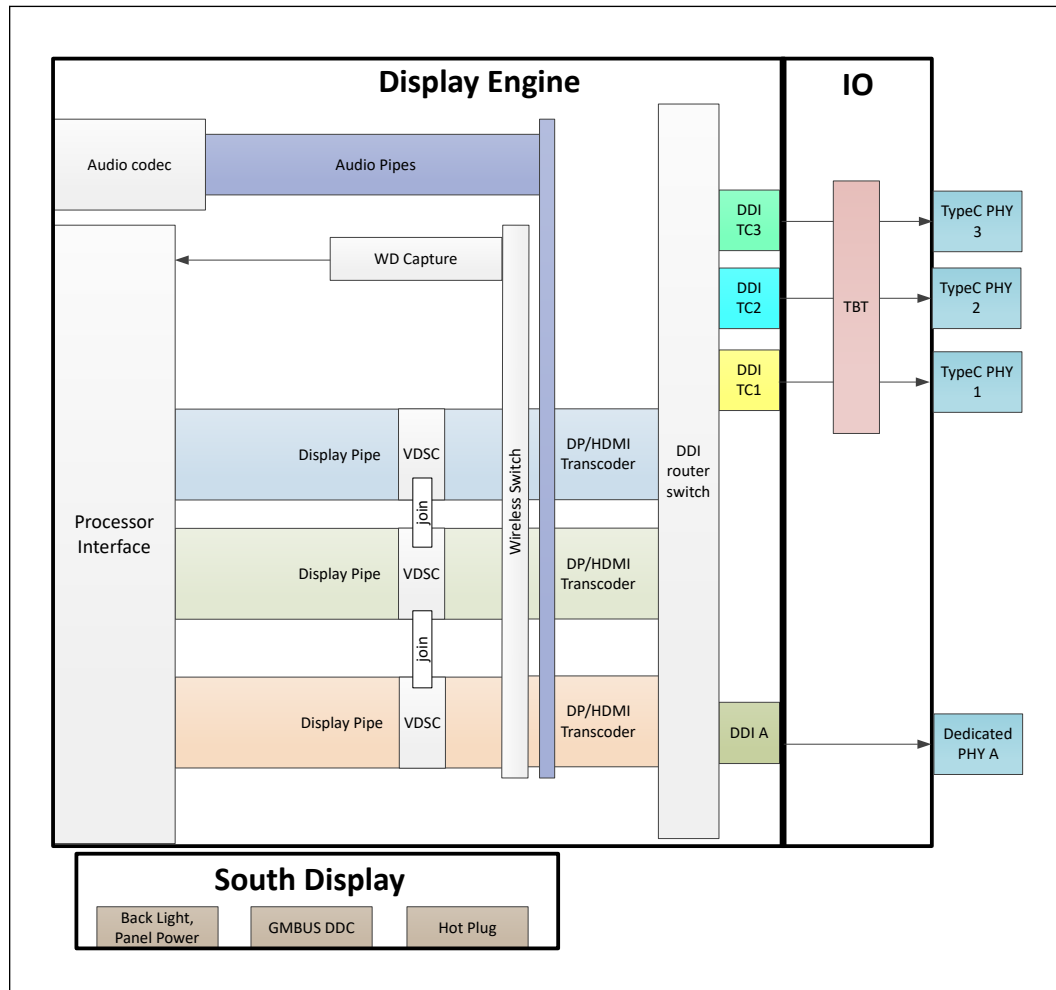 Display Engine
IO
Audio codec
Audio Pipes
WD Capture
DDI
TC3
TypeC PHY
3
DDI
TC2
TBT
TypeC PHY
2
DDI
TC1
TypeC PHY
1
Processor
Interface
Display Pipe
VDSC
DP/HDMI
Transcoder
join
Wireless Switch
DDI
router
switch
Display Pipe
VDSC
DP/HDMI
Transcoder
join
Display Pipe
VDSC
DP/HDMI
Transcoder
DDI A
Dedicated
PHY A
South Display
Back Light,
Panel Power
GMBUS DDC
Hot Plug